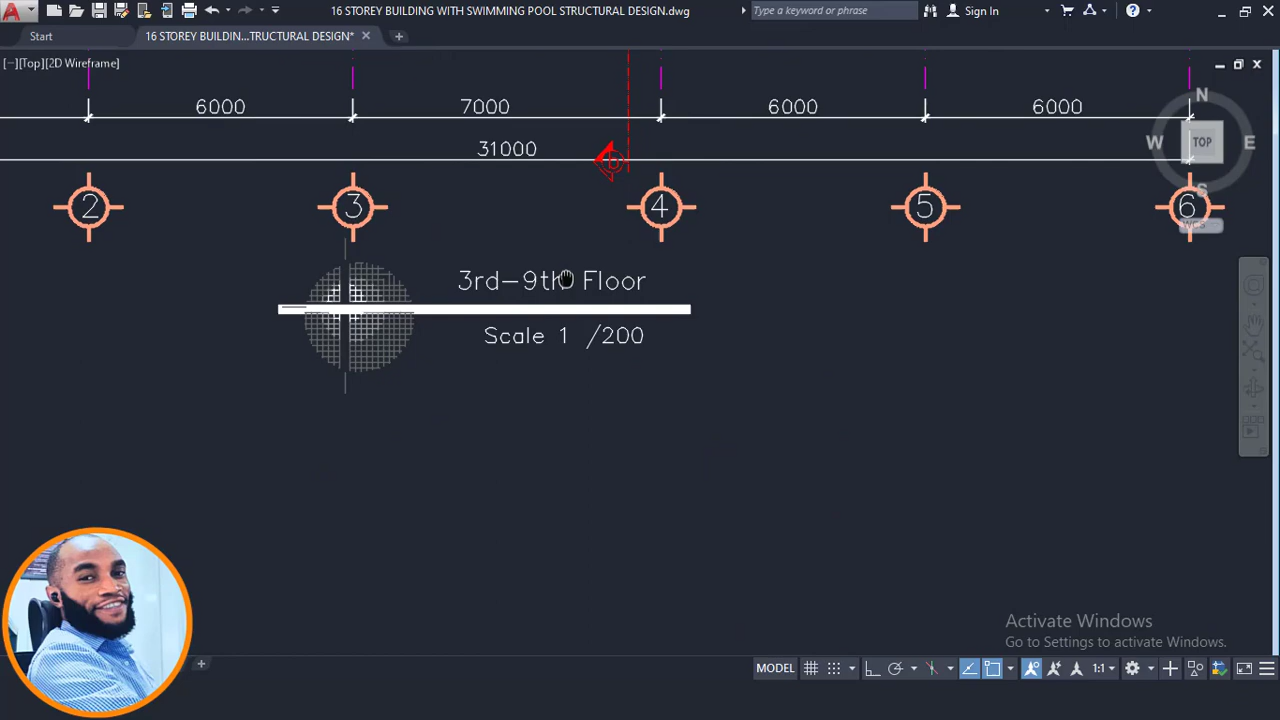 16 STOREY BUILDING WITH SWIMMING POOL STRUCTURAL DESIGN.dwg
Type a keyword or phrase
Sign In
Start
16 STOREY BUILDIN...TRUCTURAL DESIGN*
[−][Top][2D Wireframe]
6000
7000
6000
6000
31000
b
2
3
4
5
6
N
W
TOP
E
S
WCS
3rd-9th Floor
Scale 1 /200
Activate Windows
Go to Settings to activate Windows.
MODEL
1:1